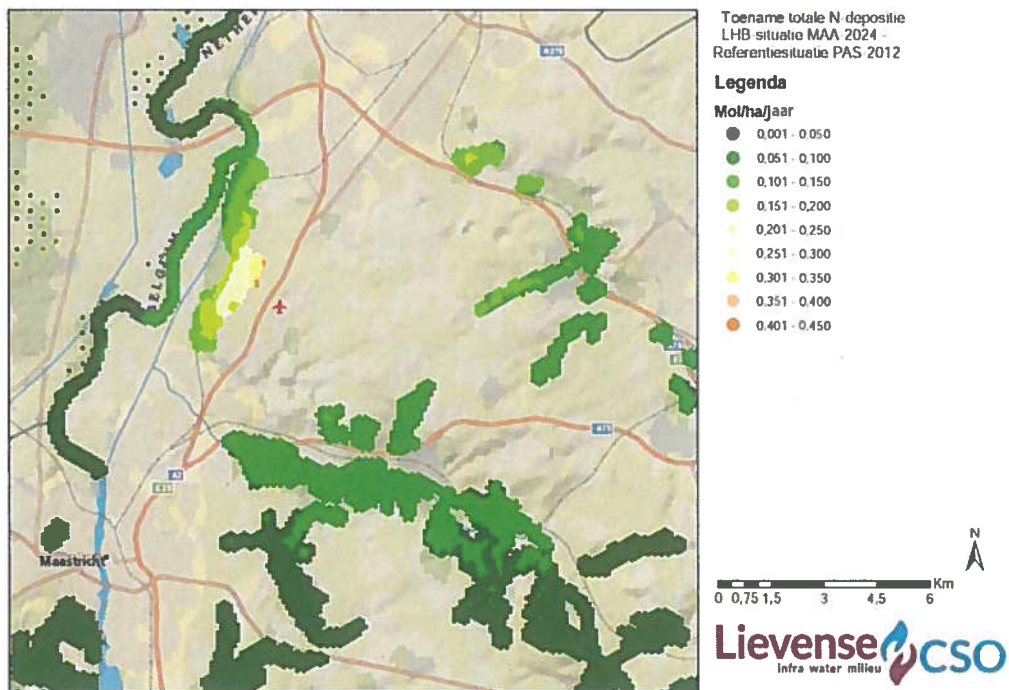 Toename totale N-depositie
LHB situatie MAA 2024 -
Referentiesituatie PAS 2012
Legenda
Mol/ha/jaar
0,001 - 0,050
0,051 - 0,100
0,101 - 0,150
0,151 - 0,200
0,201 - 0,250
0,251 - 0,300
0,301 - 0,350
0,351 - 0,400
0,401 - 0,450
NETHER
BELGIUM
A2
E25
Maastricht
N
Km
0 0,75 1,5 3 4,5 6
Lievense CSO
infra water milieu